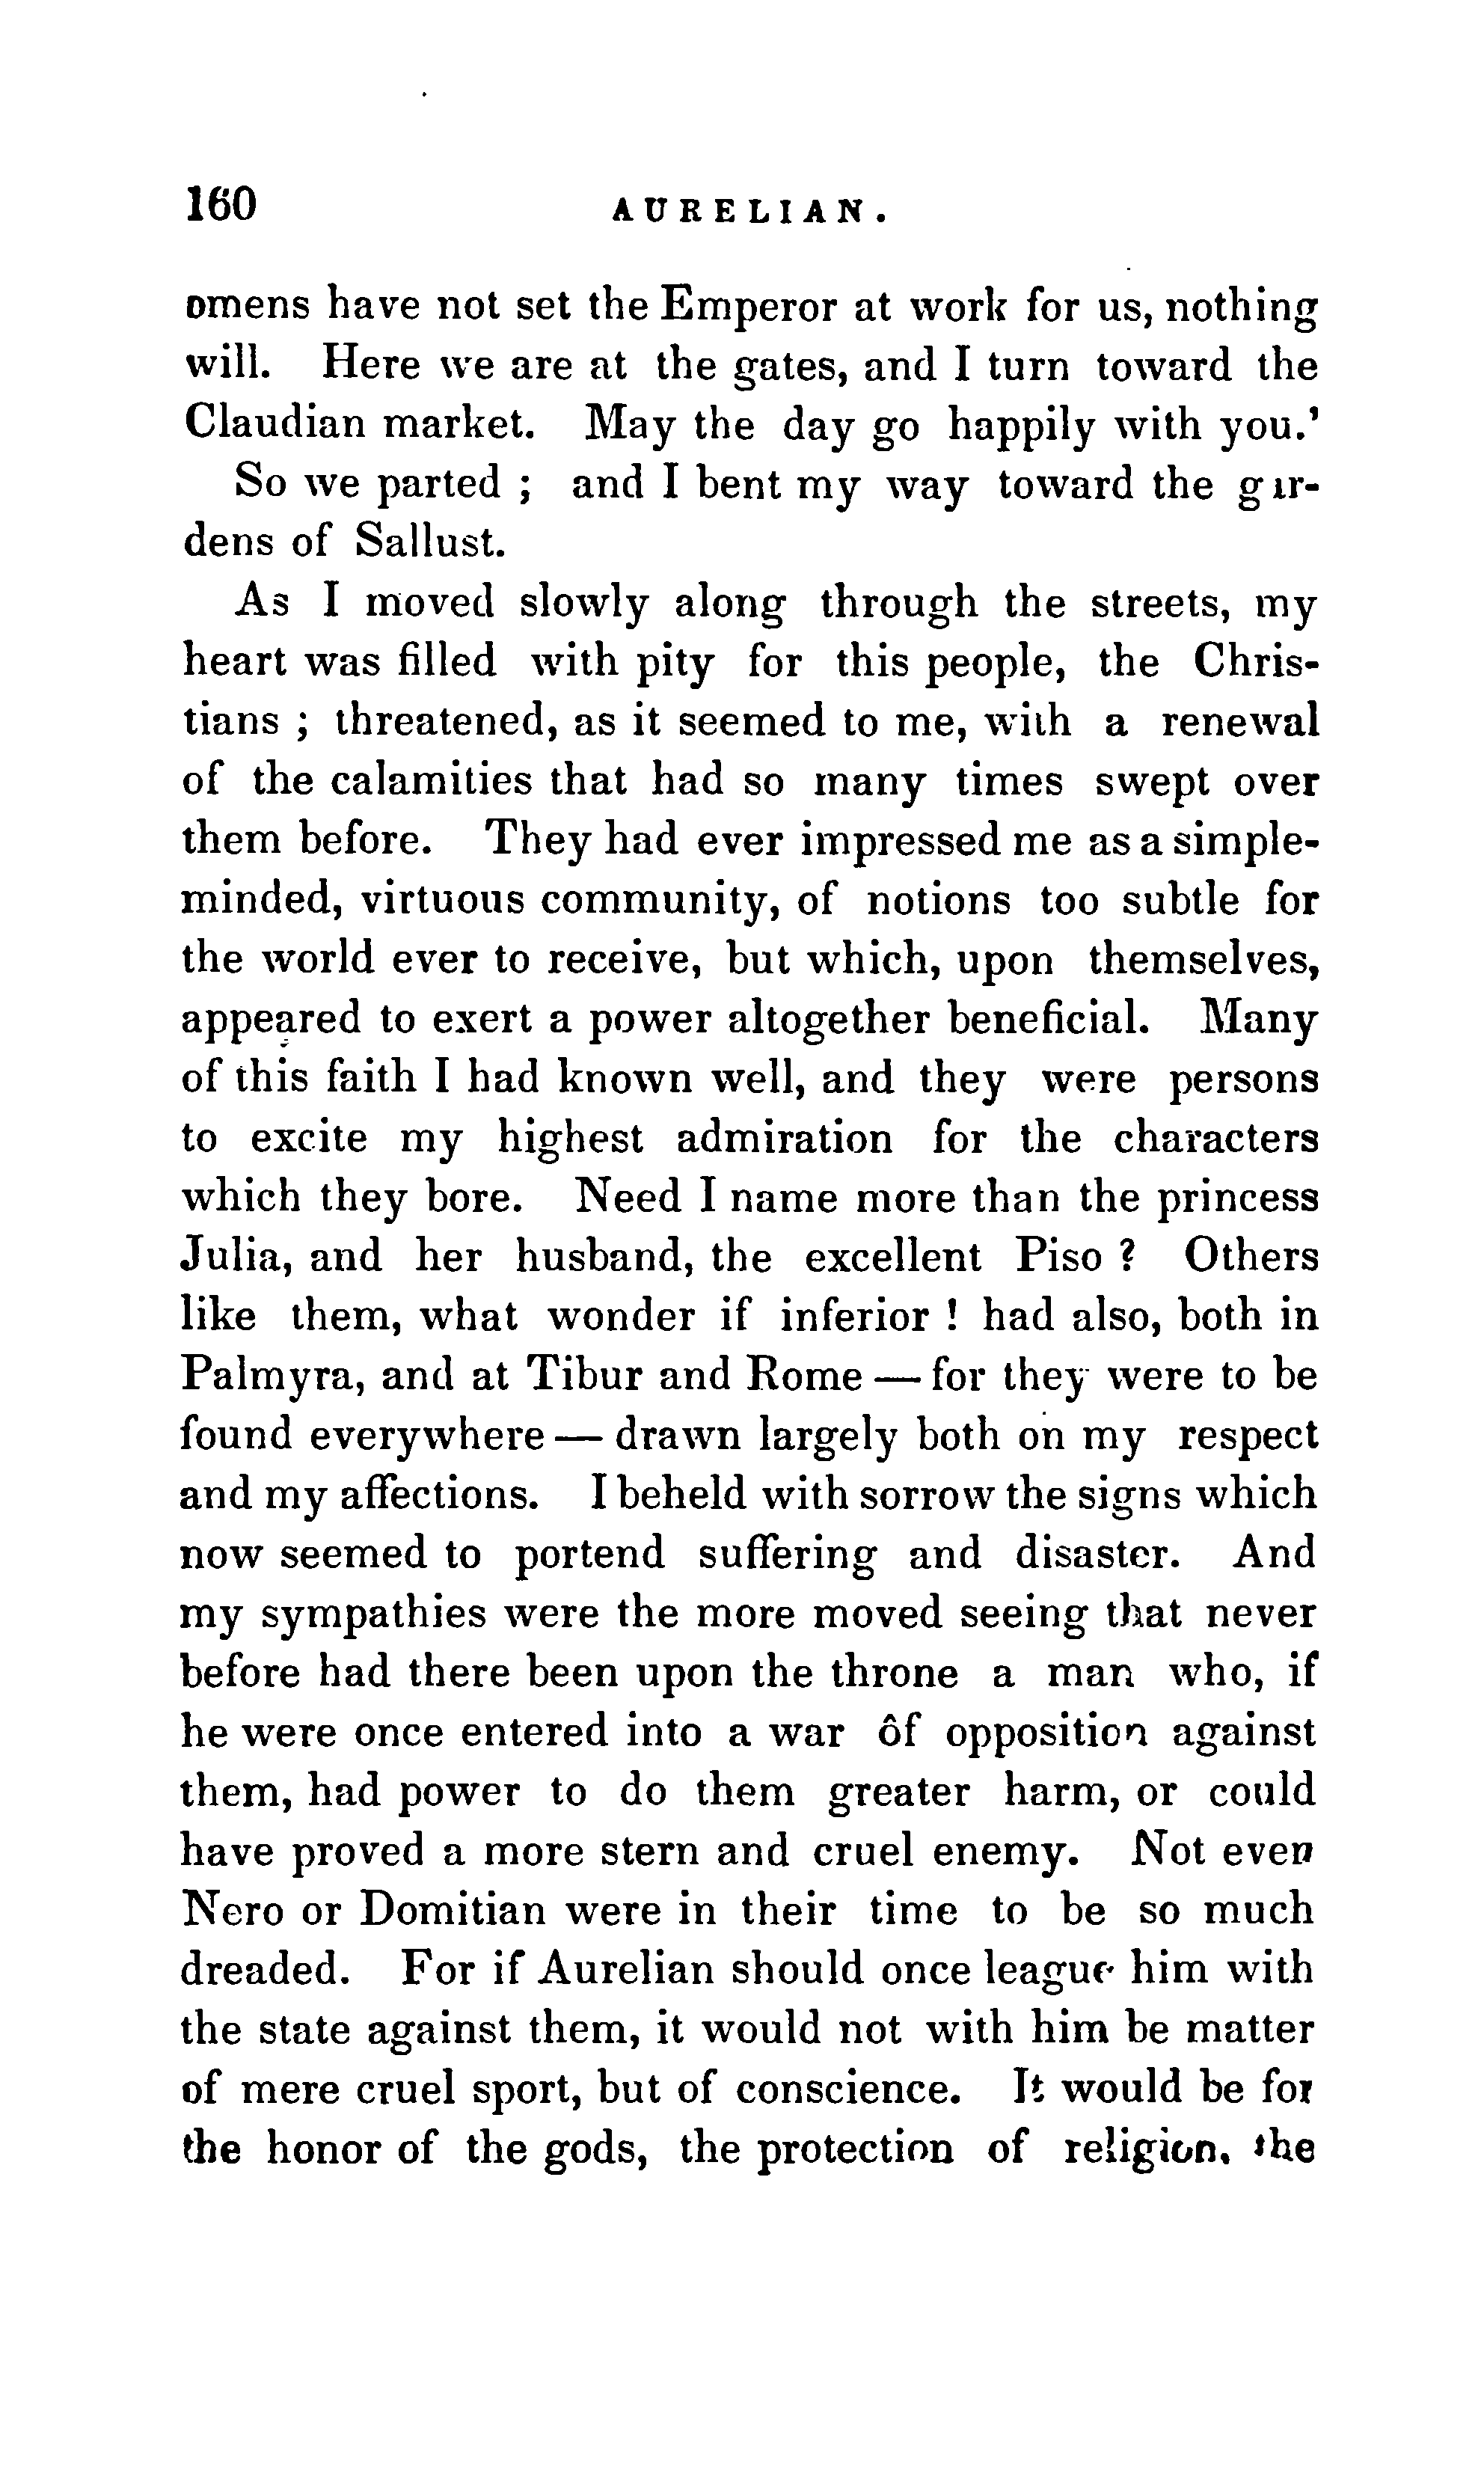 160 AURELIAN.
omens have not set the Emperor at work for us, nothing
will. Here we are at the gates, and I turn toward the
Claudian market. May the day go happily with you.'
So we parted ; and I bent my way toward the gar-
dens of Sallust.
As I moved slowly along through the streets, my
heart was filled with pity for this people, the Chris-
tians ; threatened, as it seemed to me, with a renewal
of the calamities that had so many times swept over
them before. They had ever impressed me as a simple-
minded, virtuous community, of notions too subtle for
the world ever to receive, but which, upon themselves,
appeared to exert a power altogether beneficial. Many
of this faith I had known well, and they were persons
to excite my highest admiration for the characters
which they bore. Need I name more than the princess
Julia, and her husband, the excellent Piso ? Others
like them, what wonder if inferior ! had also, both in
Palmyra, and at Tibur and Rome — for they were to be
found everywhere — drawn largely both on my respect
and my affections. I beheld with sorrow the signs which
now seemed to portend suffering and disaster. And
my sympathies were the more moved seeing that never
before had there been upon the throne a man who, if
he were once entered into a war of opposition against
them, had power to do them greater harm, or could
have proved a more stern and cruel enemy. Not even
Nero or Domitian were in their time to be so much
dreaded. For if Aurelian should once league him with
the state against them, it would not with him be matter
of mere cruel sport, but of conscience. It would be for
the honor of the gods, the protection of religion, the